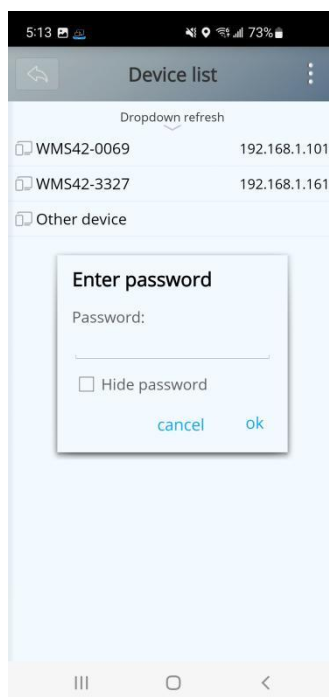 5:13 73%
Device list
Dropdown refresh
WMS42-0069 192.168.1.101
WMS42-3327 192.168.1.161
Other device
Enter password
Password:
Hide password
cancel ok